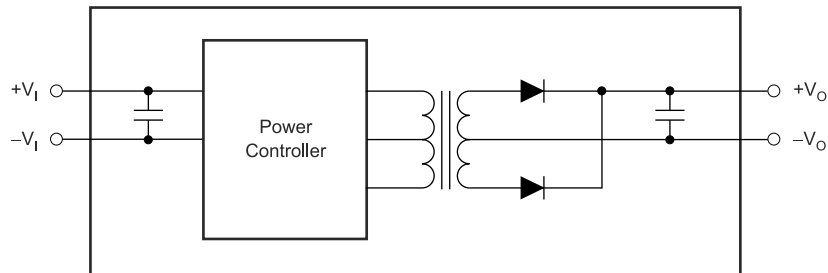 +VI
+VO
–VI
–VO
Power
Controller